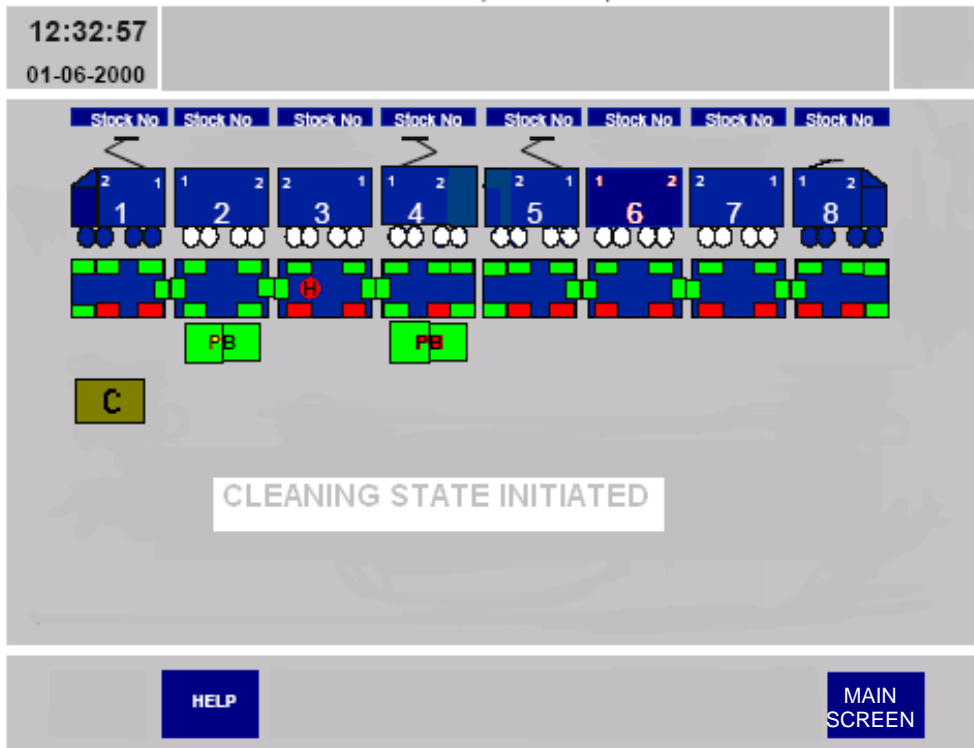 12:32:57
01-06-2000
Stock No Stock No Stock No Stock No Stock No Stock No Stock No Stock No
2 1 1 2 2 1 1 2 2 1 1 2 2 1 1 2
1 2 3 4 5 6 7 8
H
PB PB
C
CLEANING STATE INITIATED
HELP
MAIN
SCREEN